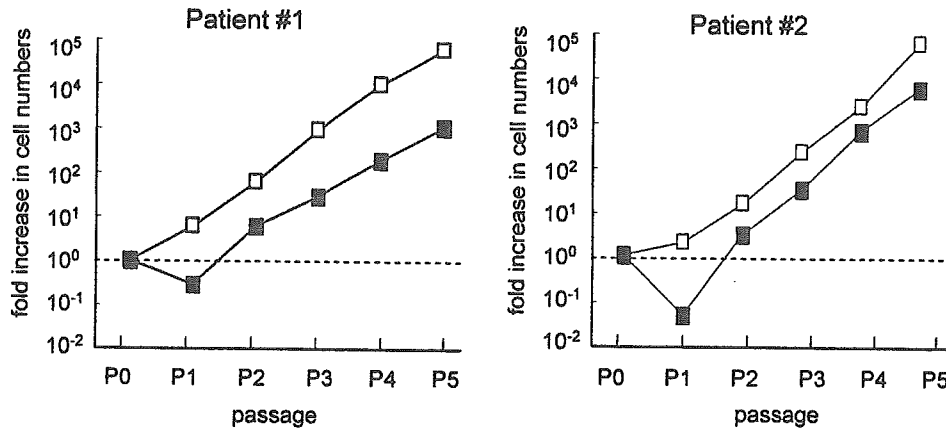 Patient #1
fold increase in cell numbers
10^5
10^4
10^3
10^2
10^1
10^0
10^-1
10^-2
P0 P1 P2 P3 P4 P5
passage
Patient #2
fold increase in cell numbers
10^5
10^4
10^3
10^2
10^1
10^0
10^-1
10^-2
P0 P1 P2 P3 P4 P5
passage